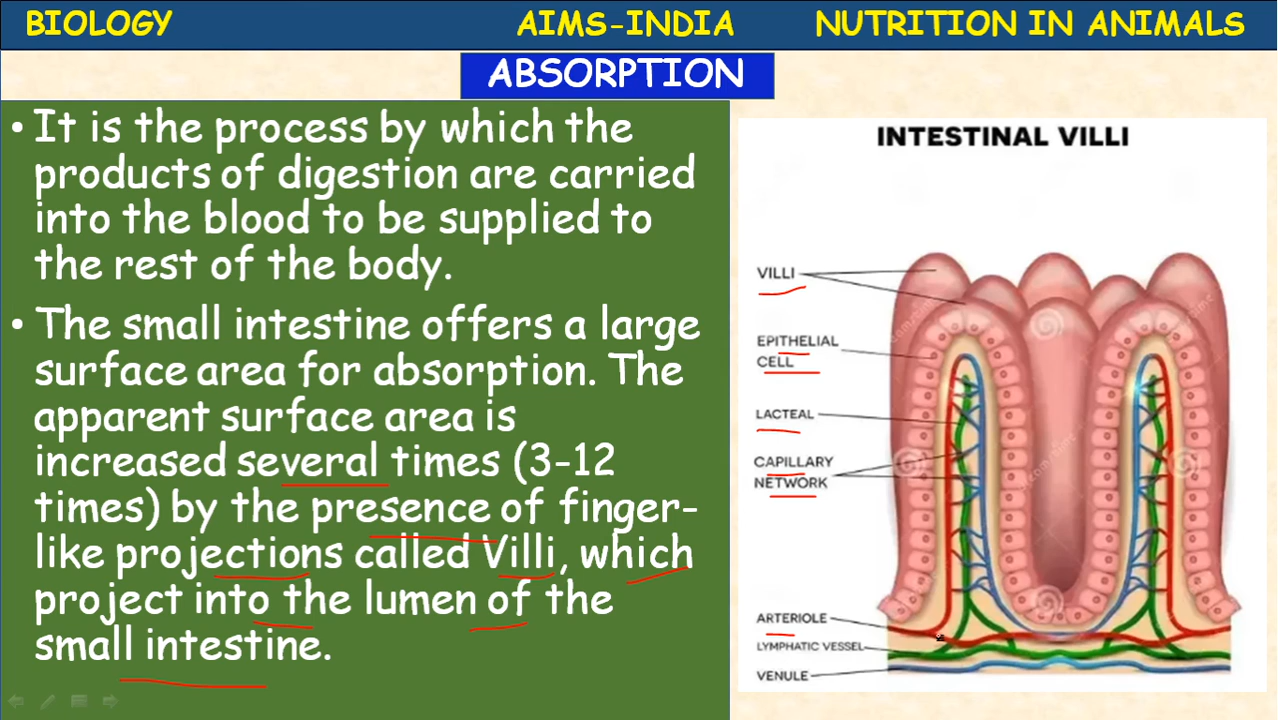 BIOLOGY AIMS-INDIA NUTRITION IN ANIMALS
ABSORPTION
• It is the process by which the
products of digestion are carried
into the blood to be supplied to
the rest of the body.
• The small intestine offers a large
surface area for absorption. The
apparent surface area is
increased several times (3-12
times) by the presence of finger-
like projections called Villi, which
project into the lumen of the
small intestine.
INTESTINAL VILLI
VILLI
EPITHELIAL
CELL
LACTEAL
CAPILLARY
NETWORK
ARTERIOLE
LYMPHATIC VESSEL
VENULE